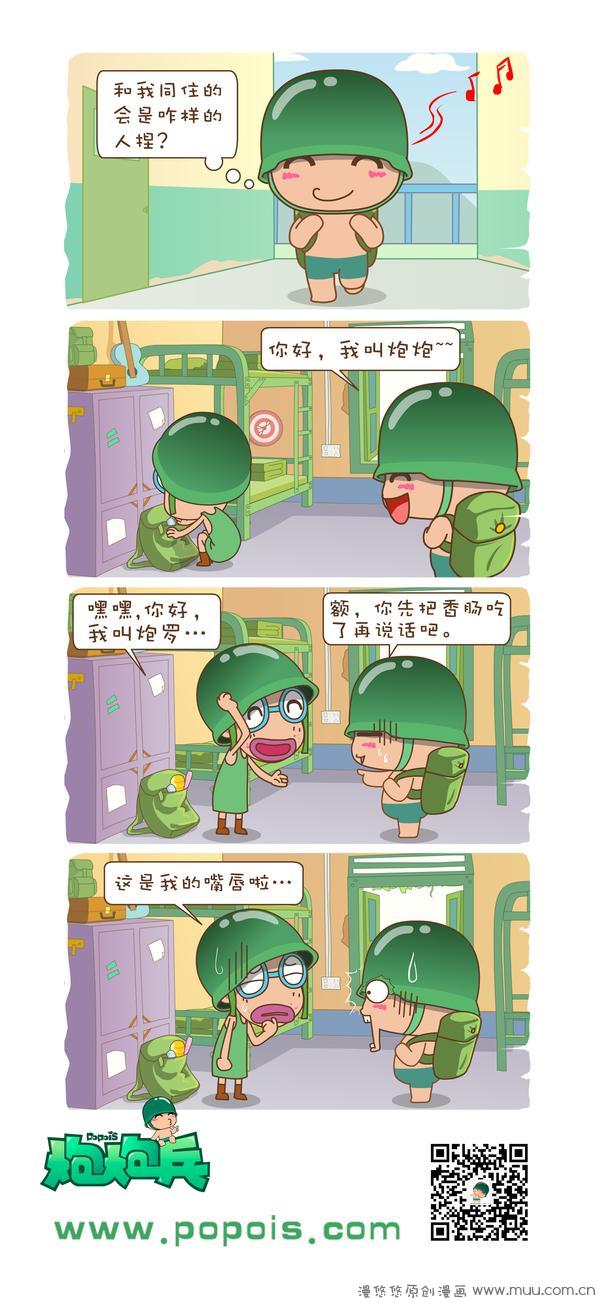 和我同住的
会是咋样的
人捏？
你好，我叫炮炮~~
嘿嘿,你好，
我叫炮罗…
额，你先把香肠吃
了再说话吧。
这是我的嘴唇啦…
Popois
炮炮兵
www.popois.com
漫悠悠原创漫画 www.muu.com.cn